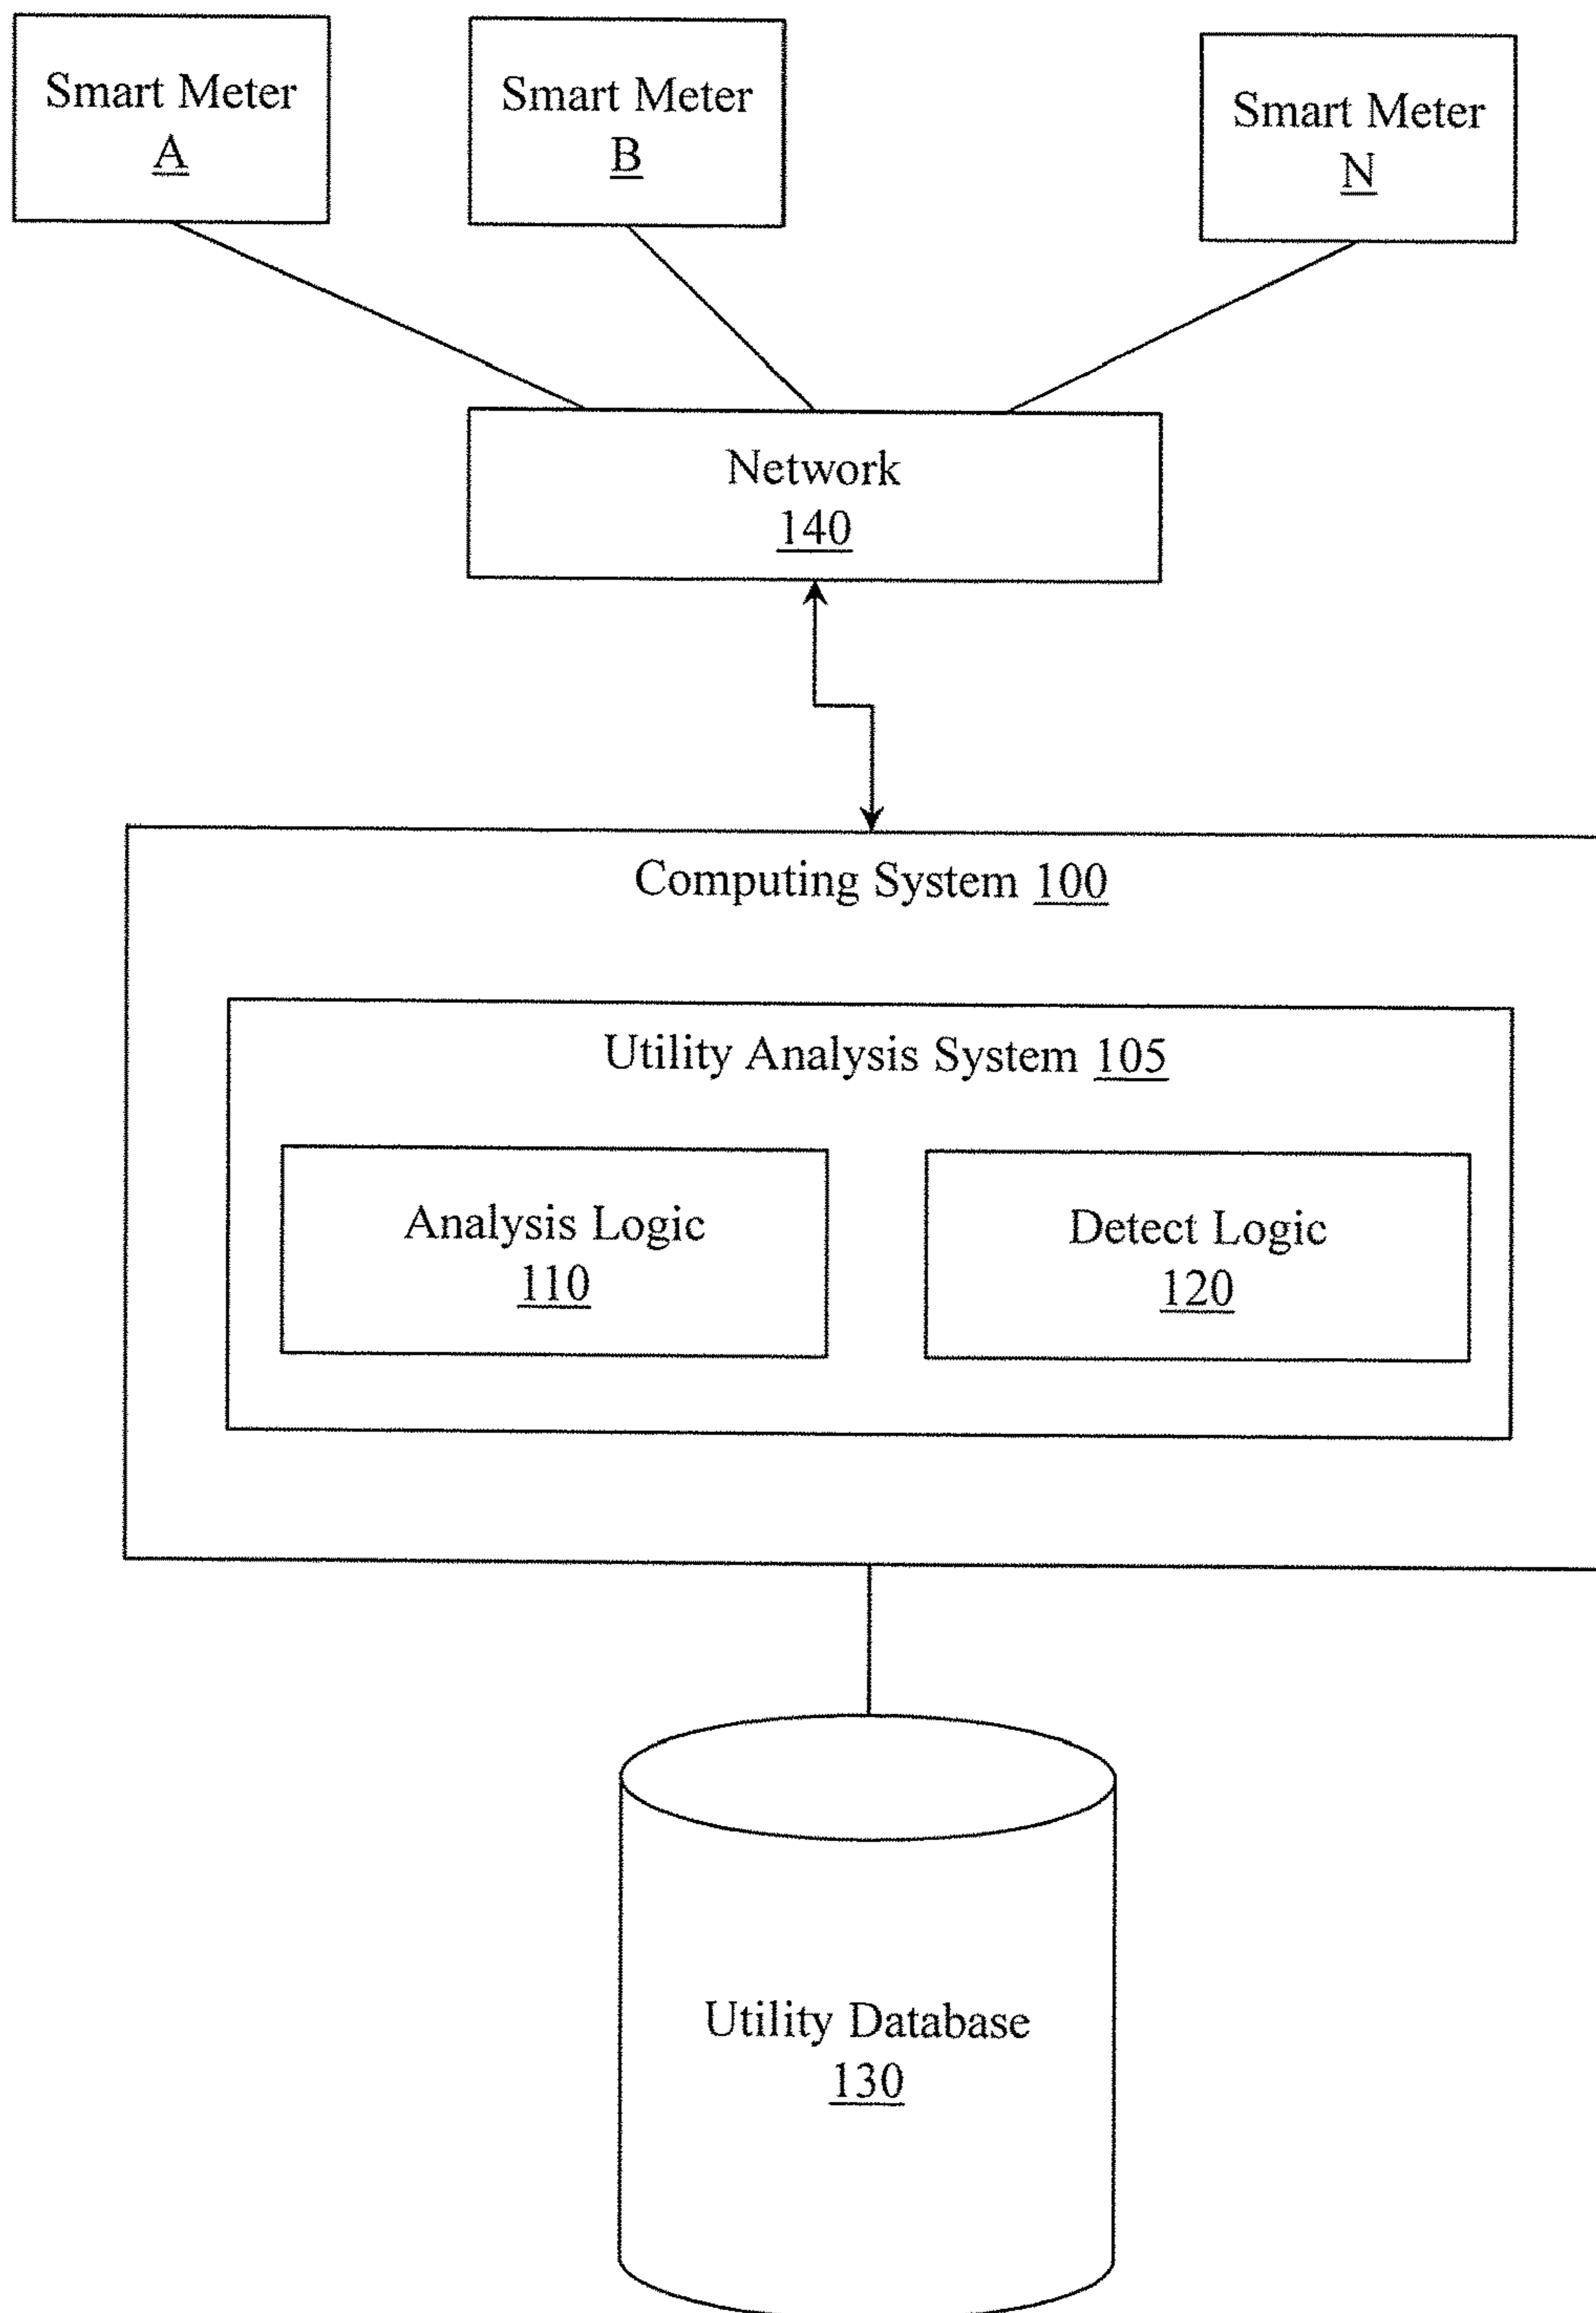 Smart Meter
A
Smart Meter
B
Smart Meter
N
Network
140
Computing System 100
Utility Analysis System 105
Analysis Logic
110
Detect Logic
120
Utility Database
130